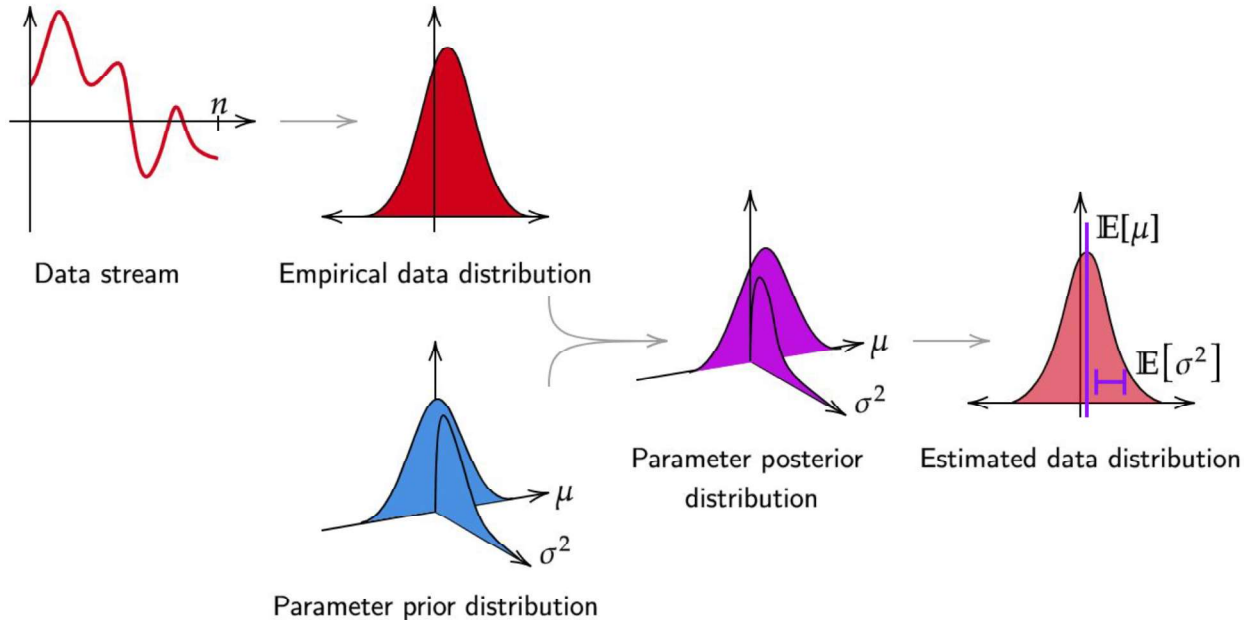 n
Data stream
Empirical data distribution
μ
σ²
Parameter prior distribution
μ
σ²
Parameter posterior
distribution
𝔼[μ]
𝔼[σ²]
Estimated data distribution